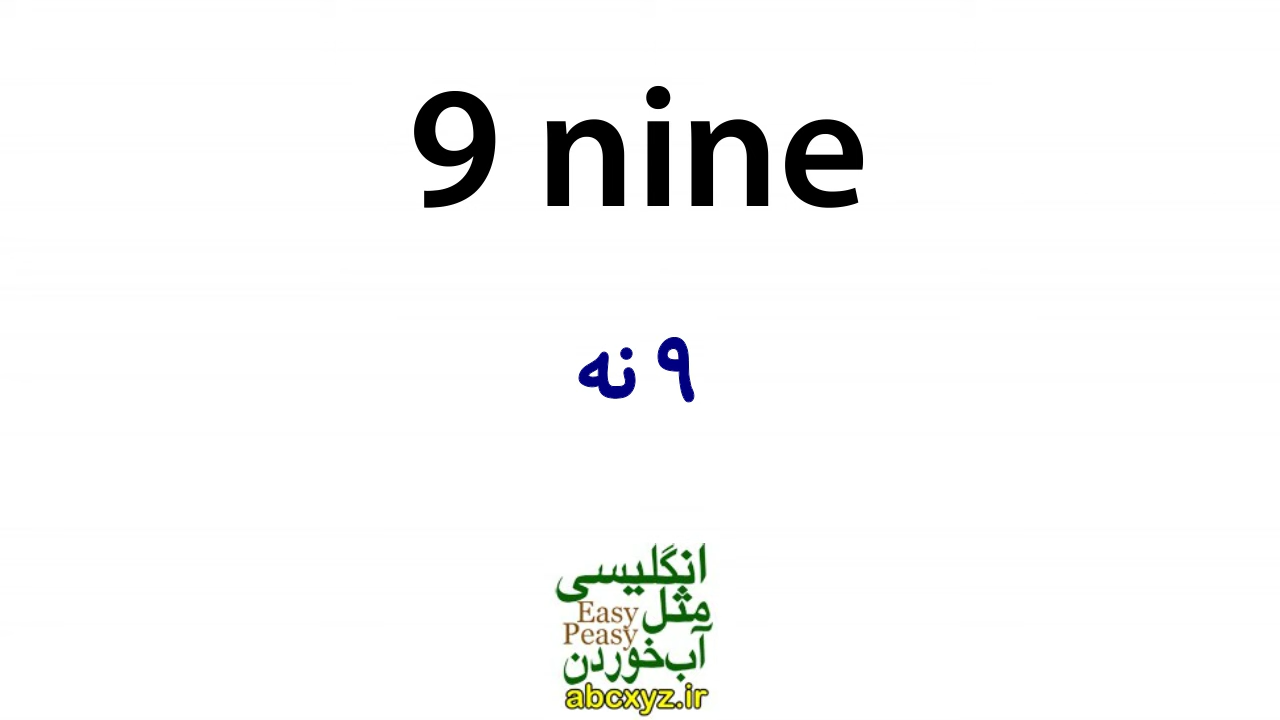 9 nine
۹ نه
انگلیسی
مثل Easy
Peasy
آب‌خوردن
abcxyz.ir